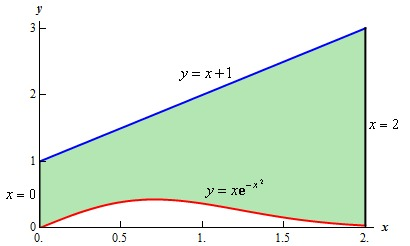 y
3
y = x + 1
2
x = 2
1
x = 0
y = xe^{-x^2}
0.
0.
0.5
1.
1.5
2.
x